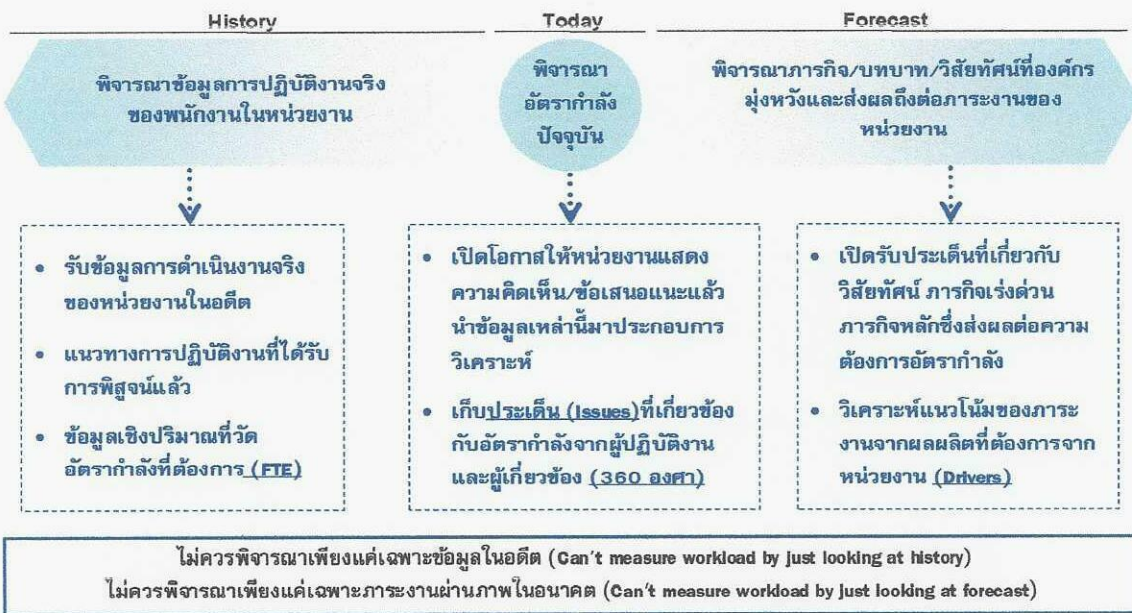 History
Today
Forecast
พิจารณาข้อมูลการปฏิบัติงานจริง
ของพนักงานในหน่วยงาน
พิจารณา
อัตรากำลัง
ปัจจุบัน
พิจารณาภารกิจ/บทบาท/วิสัยทัศน์ที่องค์กร
มุ่งหวังและส่งผลถึงต่อภาระงานของ
หน่วยงาน
• รับข้อมูลการดำเนินงานจริง
ของหน่วยงานในอดีต
• แนวทางการปฏิบัติงานที่ได้รับ
การพิสูจน์แล้ว
• ข้อมูลเชิงปริมาณที่วัด
อัตรากำลังที่ต้องการ (FTE)
• เปิดโอกาสให้หน่วยงานแสดง
ความคิดเห็น/ข้อเสนอแนะแล้ว
นำข้อมูลเหล่านี้มาประกอบการ
วิเคราะห์
• เก็บประเด็น (Issues)ที่เกี่ยวข้อง
กับอัตรากำลังจากผู้ปฏิบัติงาน
และผู้เกี่ยวข้อง (360 องศา)
• เปิดรับประเด็นที่เกี่ยวกับ
วิสัยทัศน์ ภารกิจเร่งด่วน
ภารกิจหลักซึ่งส่งผลต่อความ
ต้องการอัตรากำลัง
• วิเคราะห์แนวโน้มของภาระ
งานจากผลผลิตที่ต้องการจาก
หน่วยงาน (Drivers)
ไม่ควรพิจารณาเพียงแค่เฉพาะข้อมูลในอดีต (Can't measure workload by just looking at history)
ไม่ควรพิจารณาเพียงแค่เฉพาะภาระงานผ่านภาพในอนาคต (Can't measure workload by just looking at forecast)